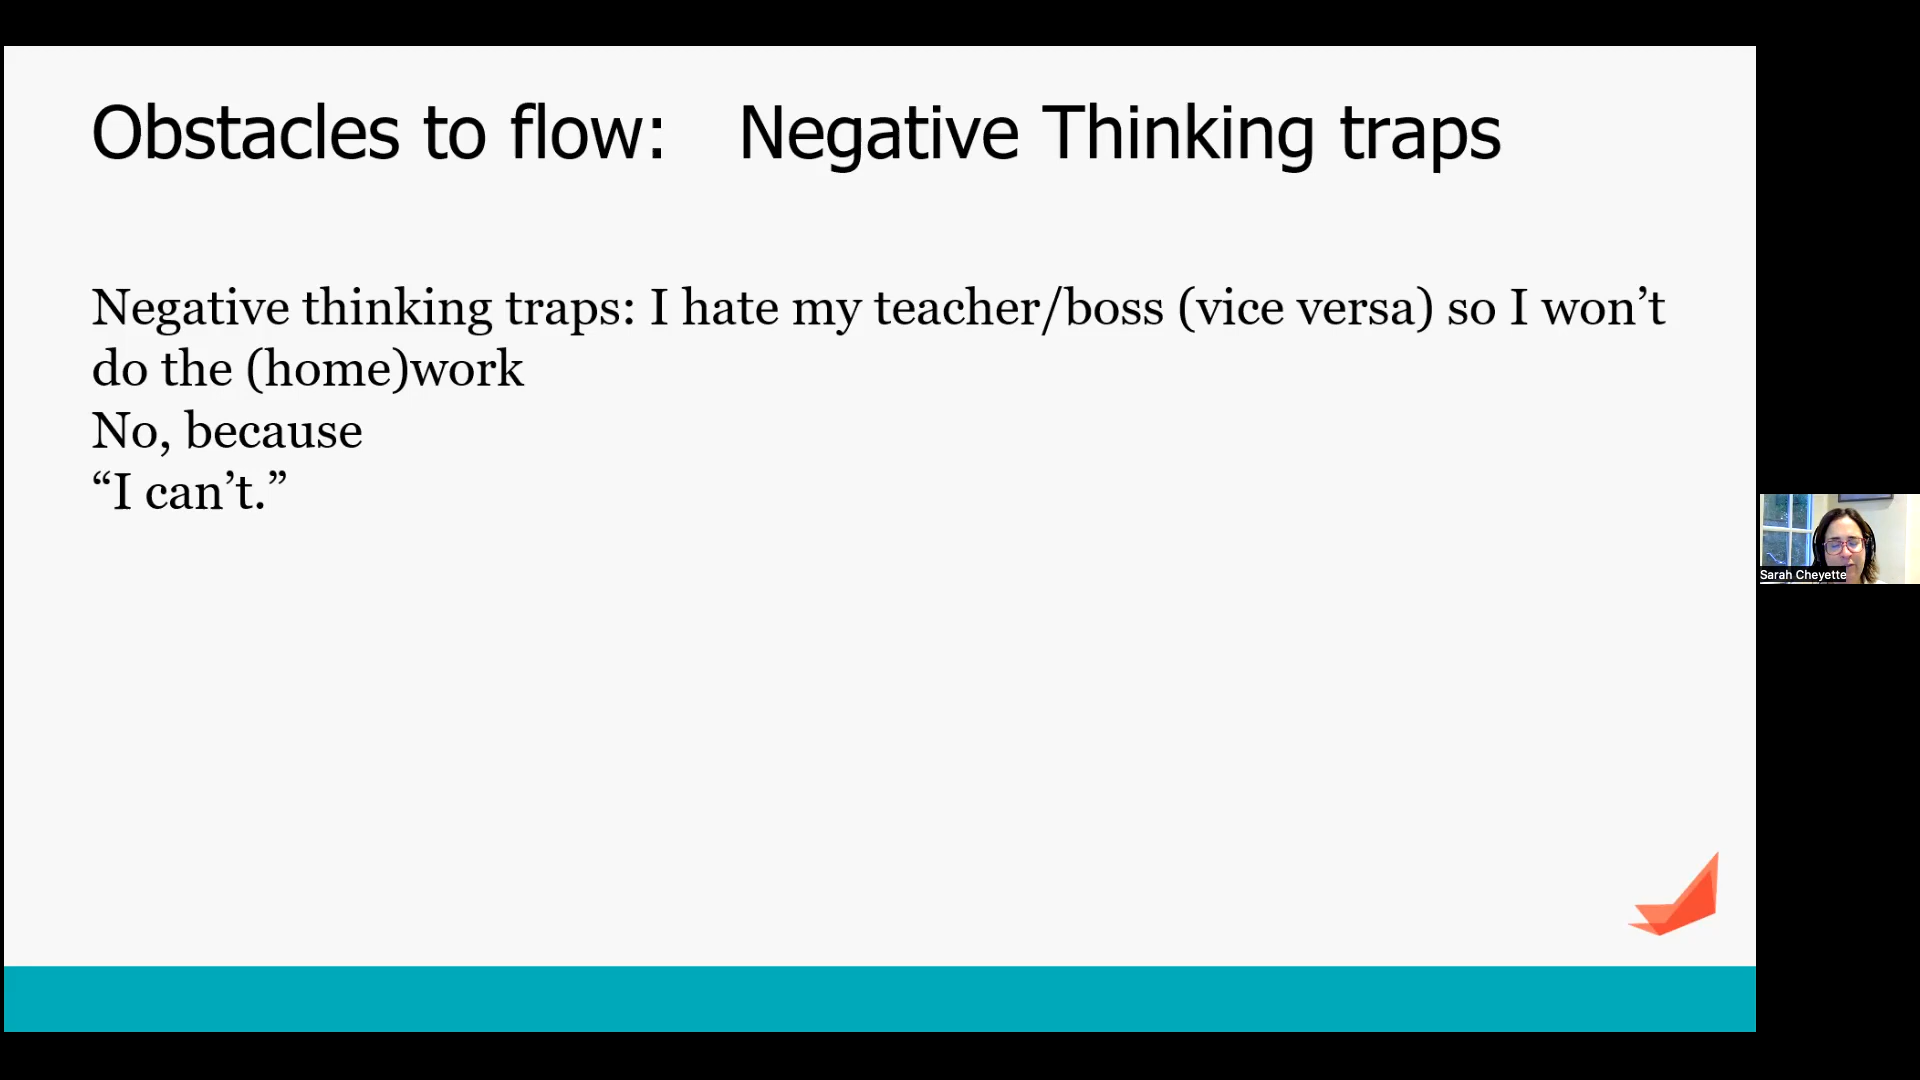 Obstacles to flow: Negative Thinking traps
Negative thinking traps: I hate my teacher/boss (vice versa) so I won’t
do the (home)work
No, because
“I can’t.”
Sarah Cheyette